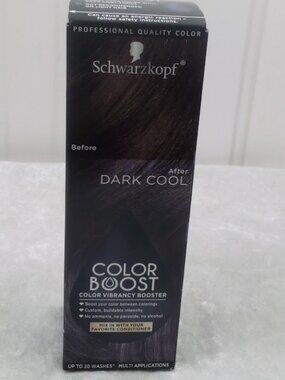 Can cause an allergic reaction -
follow safety instructions.
PROFESSIONAL QUALITY COLOR
Schwarzkopf®
Before
After
DARK COOL
COLOR
BOOST
COLOR VIBRANCY BOOSTER
Boost your color between colorings
Custom, buildable intensity
No ammonia, no peroxide, no alcohol
MIX IN WITH YOUR
FAVORITE CONDITIONER
UP TO 20 WASHES* MULTI APPLICATIONS